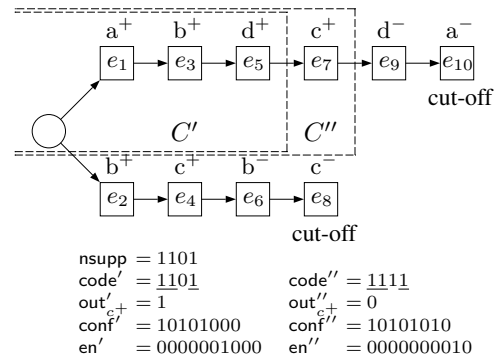 a⁺ b⁺ d⁺ c⁺ d⁻ a⁻
e₁ e₃ e₅ e₇ e₉ e₁₀
cut-off
C′ C″
b⁺ c⁺ b⁻ c⁻
e₂ e₄ e₆ e₈
cut-off
nsupp = 1101
code′ = 1101 code″ = 1111
out′c⁺ = 1 out″c⁺ = 0
conf′ = 10101000 conf″ = 10101010
en′ = 0000001000 en″ = 0000000010